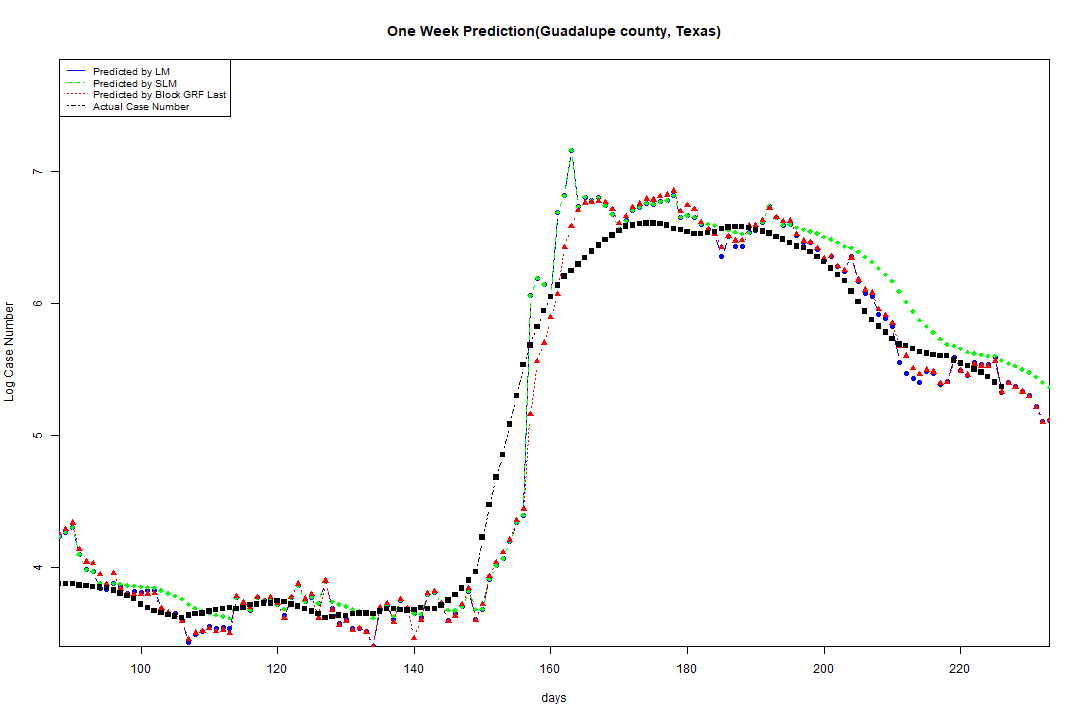 One Week Prediction(Guadalupe county, Texas)
Predicted by LM
Predicted by SLM
Predicted by Block GRF Last
Actual Case Number
7
6
5
4
Log Case Number
100 120 140 160 180 200 220
days